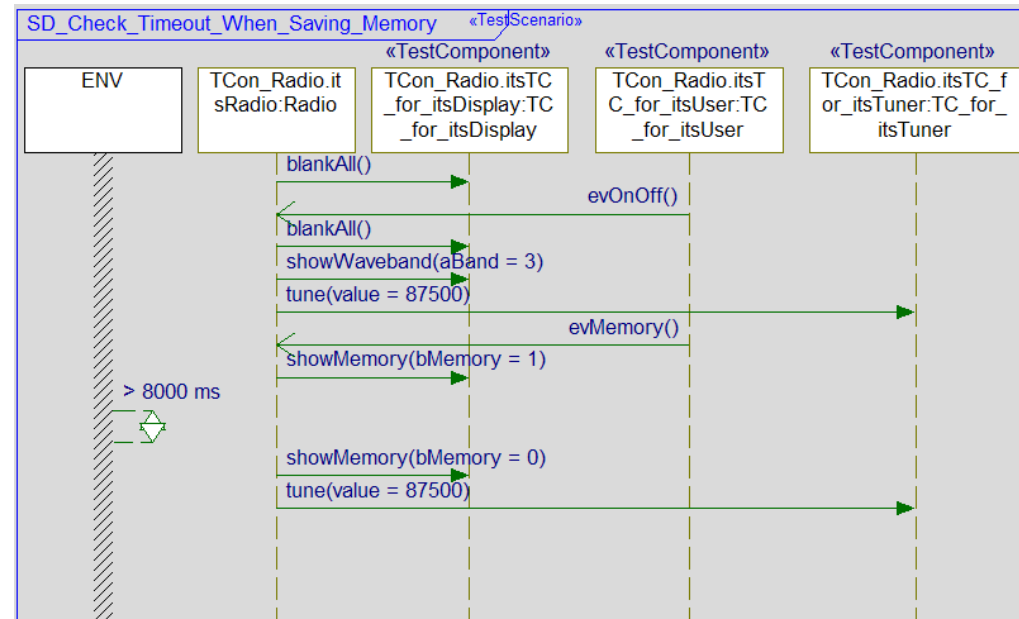 SD_Check_Timeout_When_Saving_Memory «TestScenario»
«TestComponent» «TestComponent» «TestComponent»
ENV
TCon_Radio.it
sRadio:Radio
TCon_Radio.itsTC
_for_itsDisplay:TC
_for_itsDisplay
TCon_Radio.itsT
C_for_itsUser:TC
_for_itsUser
TCon_Radio.itsTC_f
or_itsTuner:TC_for_
itsTuner
blankAll()
evOnOff()
blankAll()
showWaveband(aBand = 3)
tune(value = 87500)
evMemory()
showMemory(bMemory = 1)
> 8000 ms
showMemory(bMemory = 0)
tune(value = 87500)